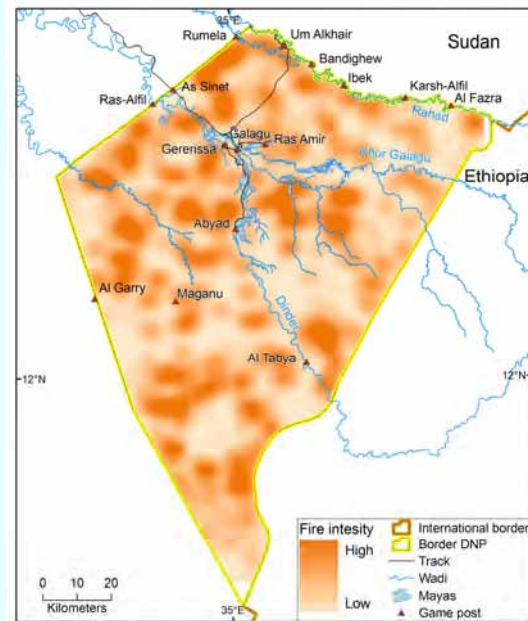 35°E
Rumela
Um Alkhair
Sudan
Bandighew
Ibek
As Sinet
Karsh-Alfil
Ras-Alfil
Al Fazra
Rahad
Galagu
Ras Amir
Gererissa
Khor Galagu
Ethiopia
Abyad
Al Garry
Maganu
Dinder
Al Tabya
12°N
12°N
Fire intesity
High
Low
International border
Border DNP
Track
Wadi
Mayas
Game post
0 10 20
Kilometers
35°E